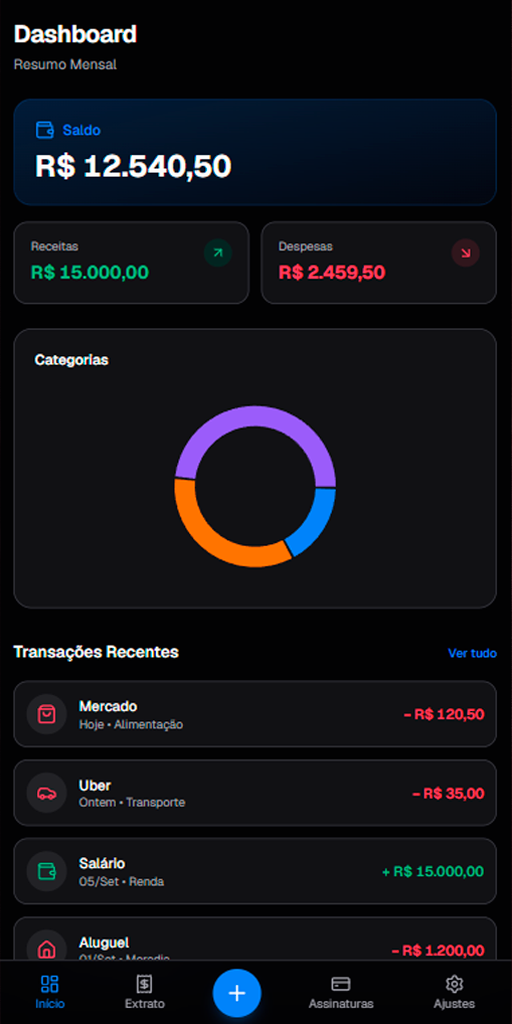 Dashboard
Resumo Mensal
Saldo
R$ 12.540,50
Receitas
R$ 15.000,00
Despesas
R$ 2.459,50
Categorias
Transações Recentes
Ver tudo
Mercado
Hoje • Alimentação
- R$ 120,50
Uber
Ontem • Transporte
- R$ 35,00
Salário
05/Set • Renda
+ R$ 15.000,00
Aluguel
01/Set • Moradia
- R$ 1.200,00
Início
Extrato
Assinaturas
Ajustes